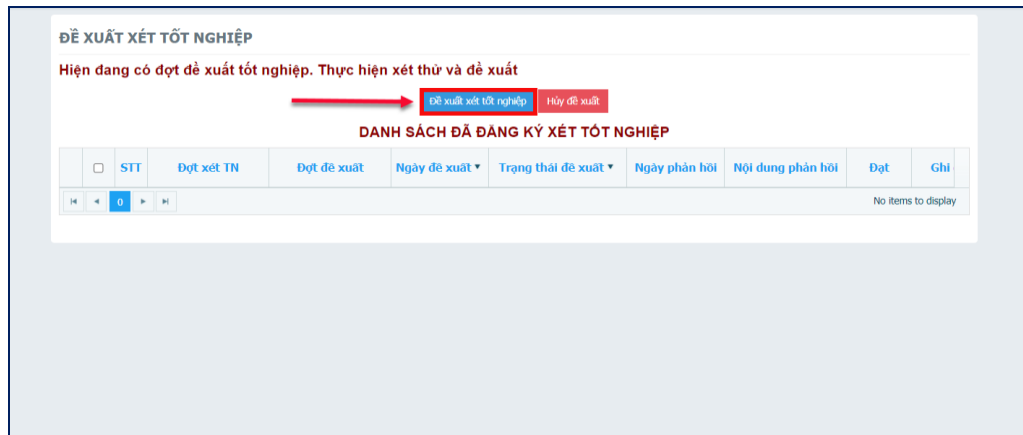 ĐỀ XUẤT XÉT TỐT NGHIỆP
Hiện đang có đợt đề xuất tốt nghiệp. Thực hiện xét thử và đề xuất
Đề xuất xét tốt nghiệp Hủy đề xuất
DANH SÁCH ĐÃ ĐĂNG KÝ XÉT TỐT NGHIỆP
STT Đợt xét TN Đợt đề xuất Ngày đề xuất Trạng thái đề xuất Ngày phản hồi Nội dung phản hồi Đạt Ghi
0 No items to display